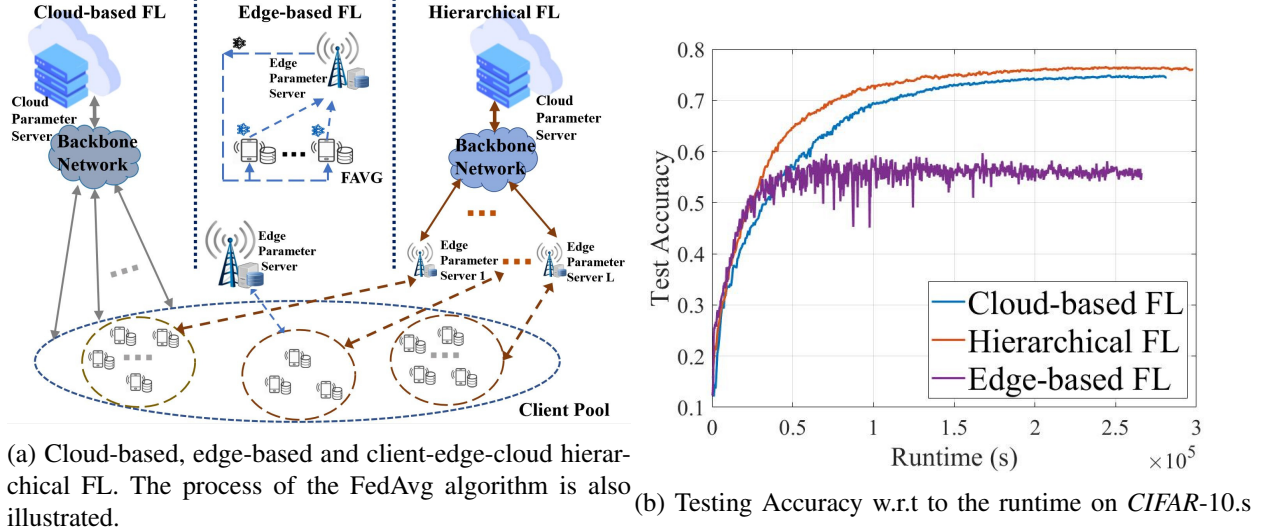 Cloud-based FL
Edge-based FL
Hierarchical FL
Cloud
Parameter
Server
Backbone
Network
Edge
Parameter
Server
FAVG
Edge
Parameter
Server
Cloud
Parameter
Server
Backbone
Network
Edge
Parameter
Server 1
Edge
Parameter
Server L
Client Pool
(a) Cloud-based, edge-based and client-edge-cloud hierar-
chical FL. The process of the FedAvg algorithm is also
illustrated.
0.8
0.7
0.6
0.5
0.4
0.3
0.2
0.1
Test Accuracy
Cloud-based FL
Hierarchical FL
Edge-based FL
0 0.5 1 1.5 2 2.5 3
Runtime (s)
×10⁵
(b) Testing Accuracy w.r.t to the runtime on CIFAR-10.s